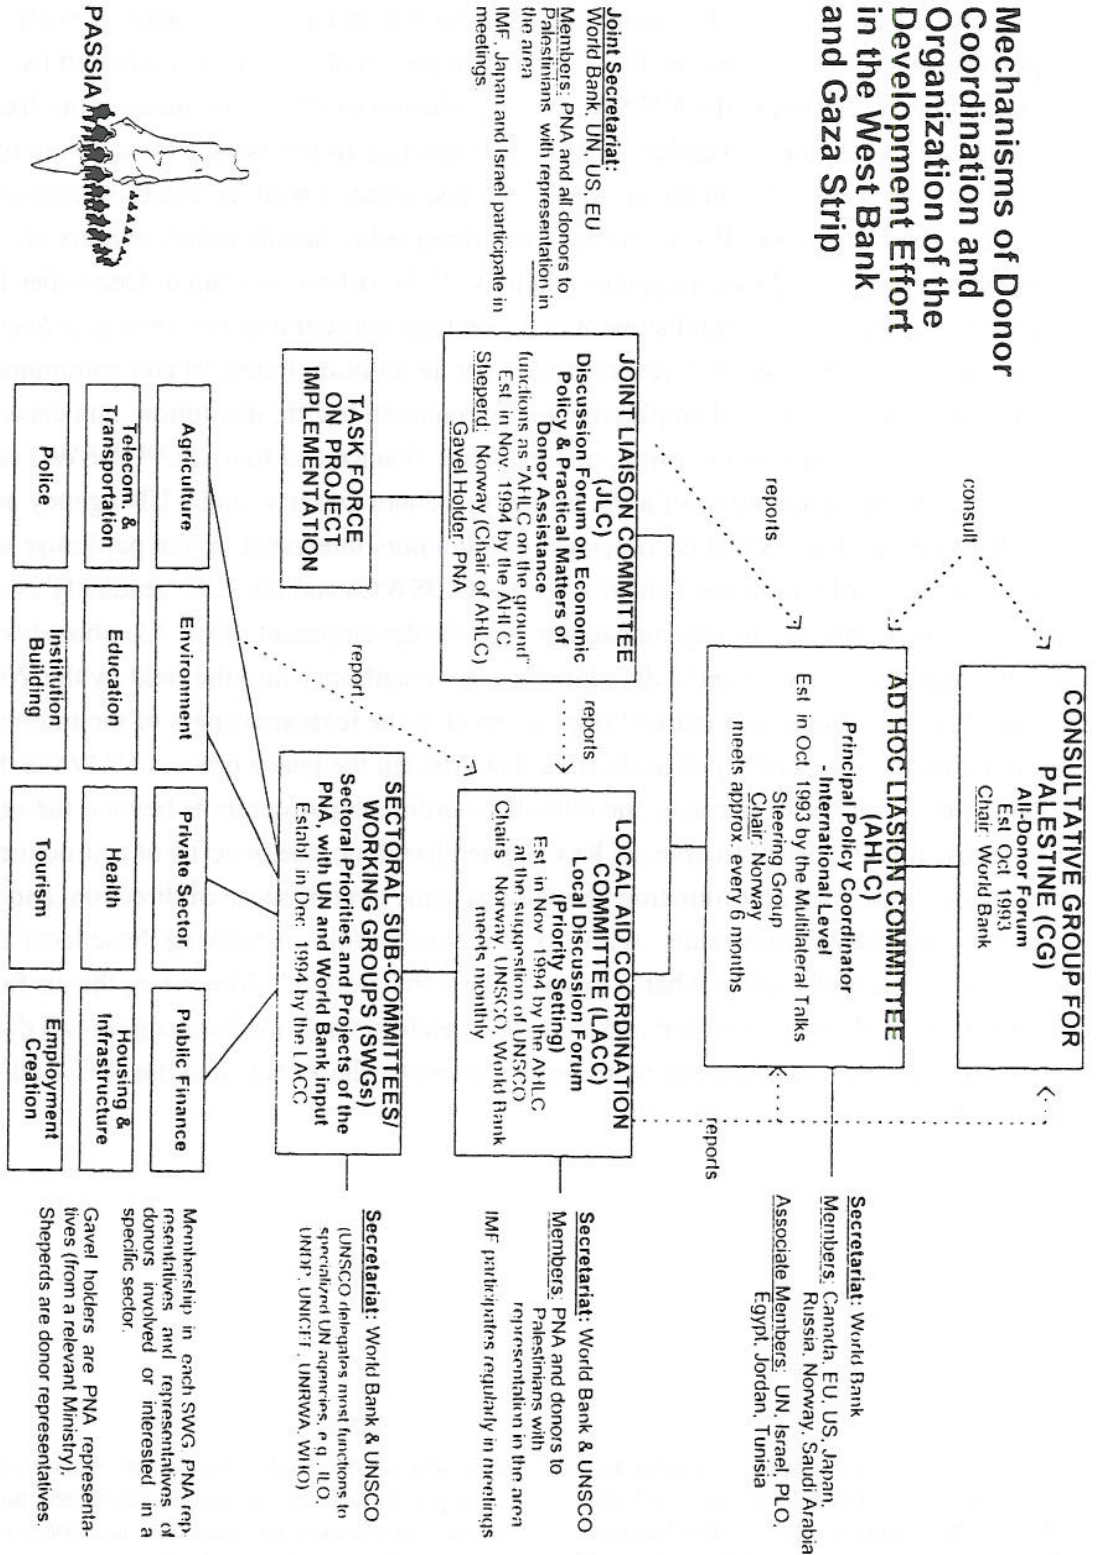 Mechanisms of Donor
Coordination and
Organization of the
Development Effort
in the West Bank
and Gaza Strip
CONSULTATIVE GROUP FOR
PALESTINE (CG)
All-Donor Forum
Est Oct 1993
Chair: World Bank
consult
AD HOC LIASION COMMITTEE
(AHLC)
Principal Policy Coordinator
-International Level
Est in Oct 1993 by the Multilateral Talks
Steering Group
Chair: Norway
meets approx. every 6 months
Secretariat: World Bank
Members: Canada, EU, US, Japan,
Russia, Norway, Saudi Arabia
Associate Members: UN, Israel, PLO,
Egypt, Jordan, Tunisia
reports
reports
reports
Joint Secretariat:
World Bank, UN, US, EU
Members: PNA and all donors to
Palestinians with representation in
the area
IMF, Japan and Israel participate in
meetings
JOINT LIAISON COMMITTEE
(JLC)
Discussion Forum on Economic
Policy & Practical Matters of
Donor Assistance
functions as "AHLC on the ground"
Est. in Nov. 1994 by the AHLC
Sheperd: Norway (Chair of AHLC)
Gavel Holder: PNA
LOCAL AID COORDINATION
COMMITTEE (LACC)
Local Discussion Forum
(Priority Setting)
Est in Nov 1994 by the AHLC
at the suggestion of UNSCO
Chairs Norway, UNSCO, World Bank
meets monthly
Secretariat: World Bank & UNSCO
Members: PNA and donors to
Palestinians with
representation in the area
IMF participates regularly in meetings
TASK FORCE
ON PROJECT
IMPLEMENTATION
report
SECTORAL SUB-COMMITTEES/
WORKING GROUPS (SWGs)
Sectoral Priorities and Projects of the
PNA, with UN and World Bank input
Establ in Dec 1994 by the LACC
Secretariat: World Bank & UNSCO
(UNSCO delegates most functions to
specialized UN agencies, e.g., ILO,
UNDP, UNICEF, UNRWA, WHO)
Agriculture
Environment
Private Sector
Public Finance
Telecom &
Transportation
Education
Health
Housing &
Infrastructure
Police
Institution
Building
Tourism
Employment
Creation
Membership in each SWG PNA rep-
resentatives and representatives of
donors involved or interested in a
specific sector.
Gavel holders are PNA representa-
tives (from a relevant Ministry).
Sheperds are donor representatives.
PASSIA